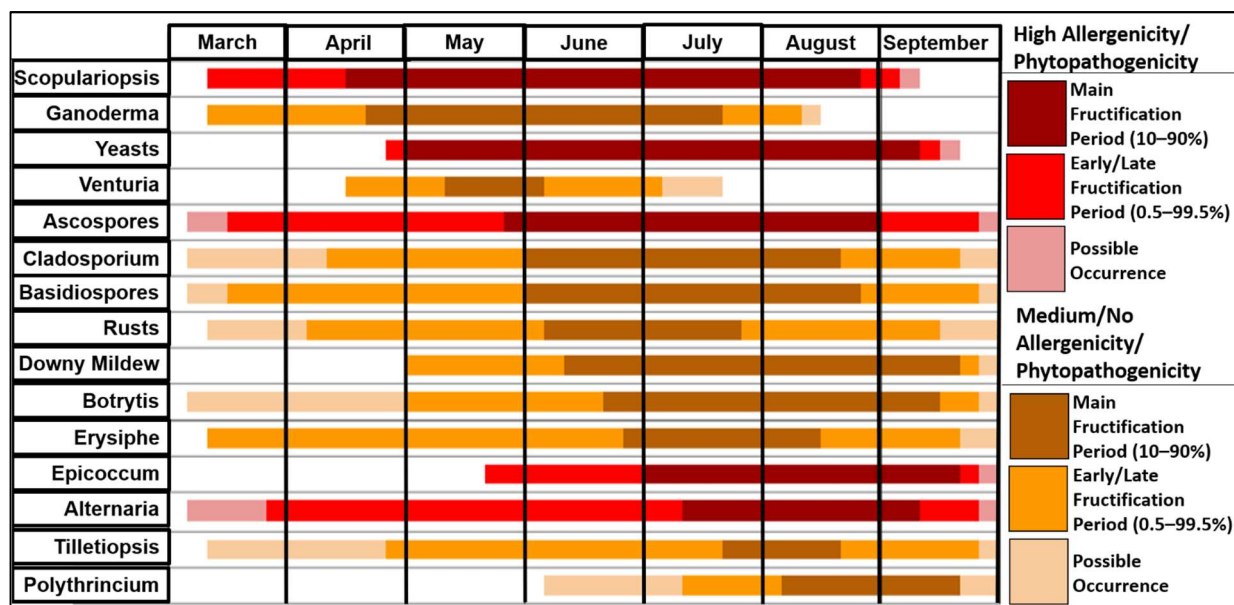 March April May June July August September
Scopulariopsis
Ganoderma
Yeasts
Venturia
Ascospores
Cladosporium
Basidiospores
Rusts
Downy Mildew
Botrytis
Erysiphe
Epicoccum
Alternaria
Tilletiopsis
Polythrincium
High Allergenicity/
Phytopathogenicity
Main
Fructification
Period (10–90%)
Early/Late
Fructification
Period (0.5–99.5%)
Possible
Occurrence
Medium/No
Allergenicity/
Phytopathogenicity
Main
Fructification
Period (10–90%)
Early/Late
Fructification
Period (0.5–99.5%)
Possible
Occurrence